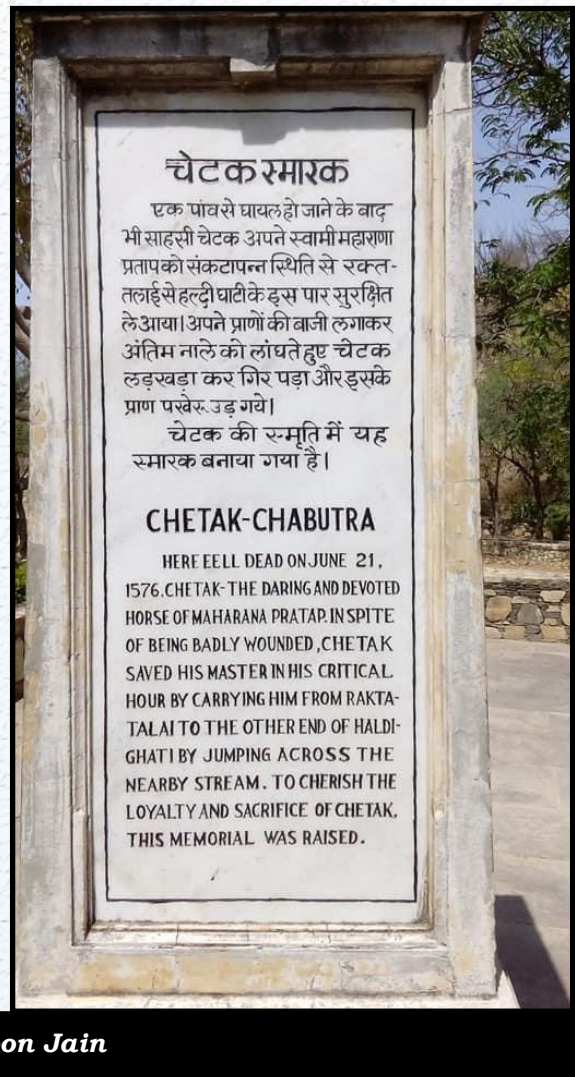 चेटक स्मारक
एक पांव से घायल हो जाने के बाद
भी साहसी चेटक अपने स्वामी महाराणा
प्रताप को संकटापन्न स्थिति से रक्त-
तलाई से हल्दी घाटी के इस पार सुरक्षित
ले आया। अपने प्राणों की बाजी लगाकर
अंतिम नाले को लांघते हुए चेटक
लड़खड़ा कर गिर पड़ा और इसके
प्राण पखेरू उड़ गये।
चेटक की स्मृति में यह
स्मारक बनाया गया है।
CHETAK-CHABUTRA
HERE EELL DEAD ON JUNE 21,
1576.CHETAK-THE DARING AND DEVOTED
HORSE OF MAHARANA PRATAP. IN SPITE
OF BEING BADLY WOUNDED, CHETAK
SAVED HIS MASTER IN HIS CRITICAL
HOUR BY CARRYING HIM FROM RAKTA-
TALAI TO THE OTHER END OF HALDI-
GHATI BY JUMPING ACROSS THE
NEARBY STREAM. TO CHERISH THE
LOYALTY AND SACRIFICE OF CHETAK,
THIS MEMORIAL WAS RAISED.
on Jain